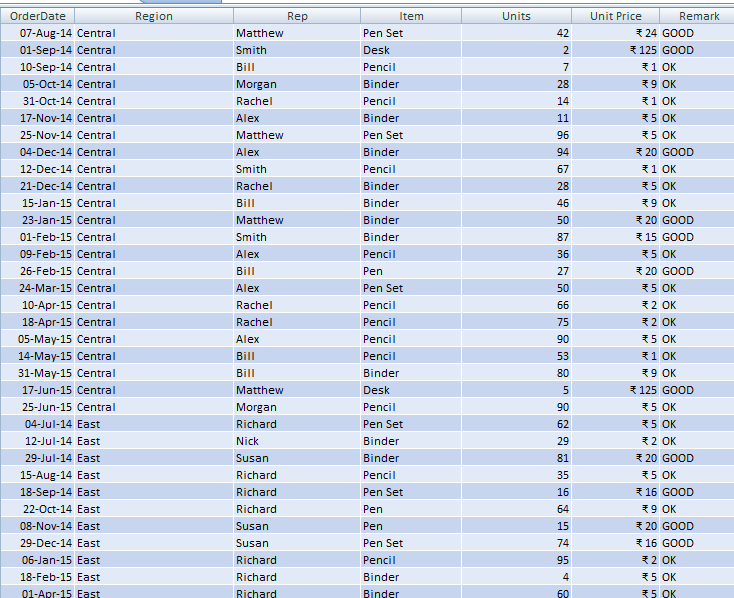 OrderDate Region Rep Item Units Unit Price Remark
07-Aug-14 Central Matthew Pen Set 42 ₹ 24 GOOD
01-Sep-14 Central Smith Desk 2 ₹ 125 GOOD
10-Sep-14 Central Bill Pencil 7 ₹ 1 OK
05-Oct-14 Central Morgan Binder 28 ₹ 9 OK
31-Oct-14 Central Rachel Pencil 14 ₹ 1 OK
17-Nov-14 Central Alex Binder 11 ₹ 5 OK
25-Nov-14 Central Matthew Pen Set 96 ₹ 5 OK
04-Dec-14 Central Alex Binder 94 ₹ 20 GOOD
12-Dec-14 Central Smith Pencil 67 ₹ 1 OK
21-Dec-14 Central Rachel Binder 28 ₹ 5 OK
15-Jan-15 Central Bill Binder 46 ₹ 9 OK
23-Jan-15 Central Matthew Binder 50 ₹ 20 GOOD
01-Feb-15 Central Smith Binder 87 ₹ 15 GOOD
09-Feb-15 Central Alex Pencil 36 ₹ 5 OK
26-Feb-15 Central Bill Pen 27 ₹ 20 GOOD
24-Mar-15 Central Alex Pen Set 50 ₹ 5 OK
10-Apr-15 Central Rachel Pencil 66 ₹ 2 OK
18-Apr-15 Central Rachel Pencil 75 ₹ 2 OK
05-May-15 Central Alex Pencil 90 ₹ 5 OK
14-May-15 Central Bill Pencil 53 ₹ 1 OK
31-May-15 Central Bill Binder 80 ₹ 9 OK
17-Jun-15 Central Matthew Desk 5 ₹ 125 GOOD
25-Jun-15 Central Morgan Pencil 90 ₹ 5 OK
04-Jul-14 East Richard Pen Set 62 ₹ 5 OK
12-Jul-14 East Nick Binder 29 ₹ 2 OK
29-Jul-14 East Susan Binder 81 ₹ 20 GOOD
15-Aug-14 East Richard Pencil 35 ₹ 5 OK
18-Sep-14 East Richard Pen Set 16 ₹ 16 GOOD
22-Oct-14 East Richard Pen 64 ₹ 9 OK
08-Nov-14 East Susan Pen 15 ₹ 20 GOOD
29-Dec-14 East Susan Pen Set 74 ₹ 16 GOOD
06-Jan-15 East Richard Pencil 95 ₹ 2 OK
18-Feb-15 East Richard Binder 4 ₹ 5 OK
01-Apr-15 East Richard Binder 60 ₹ 5 OK